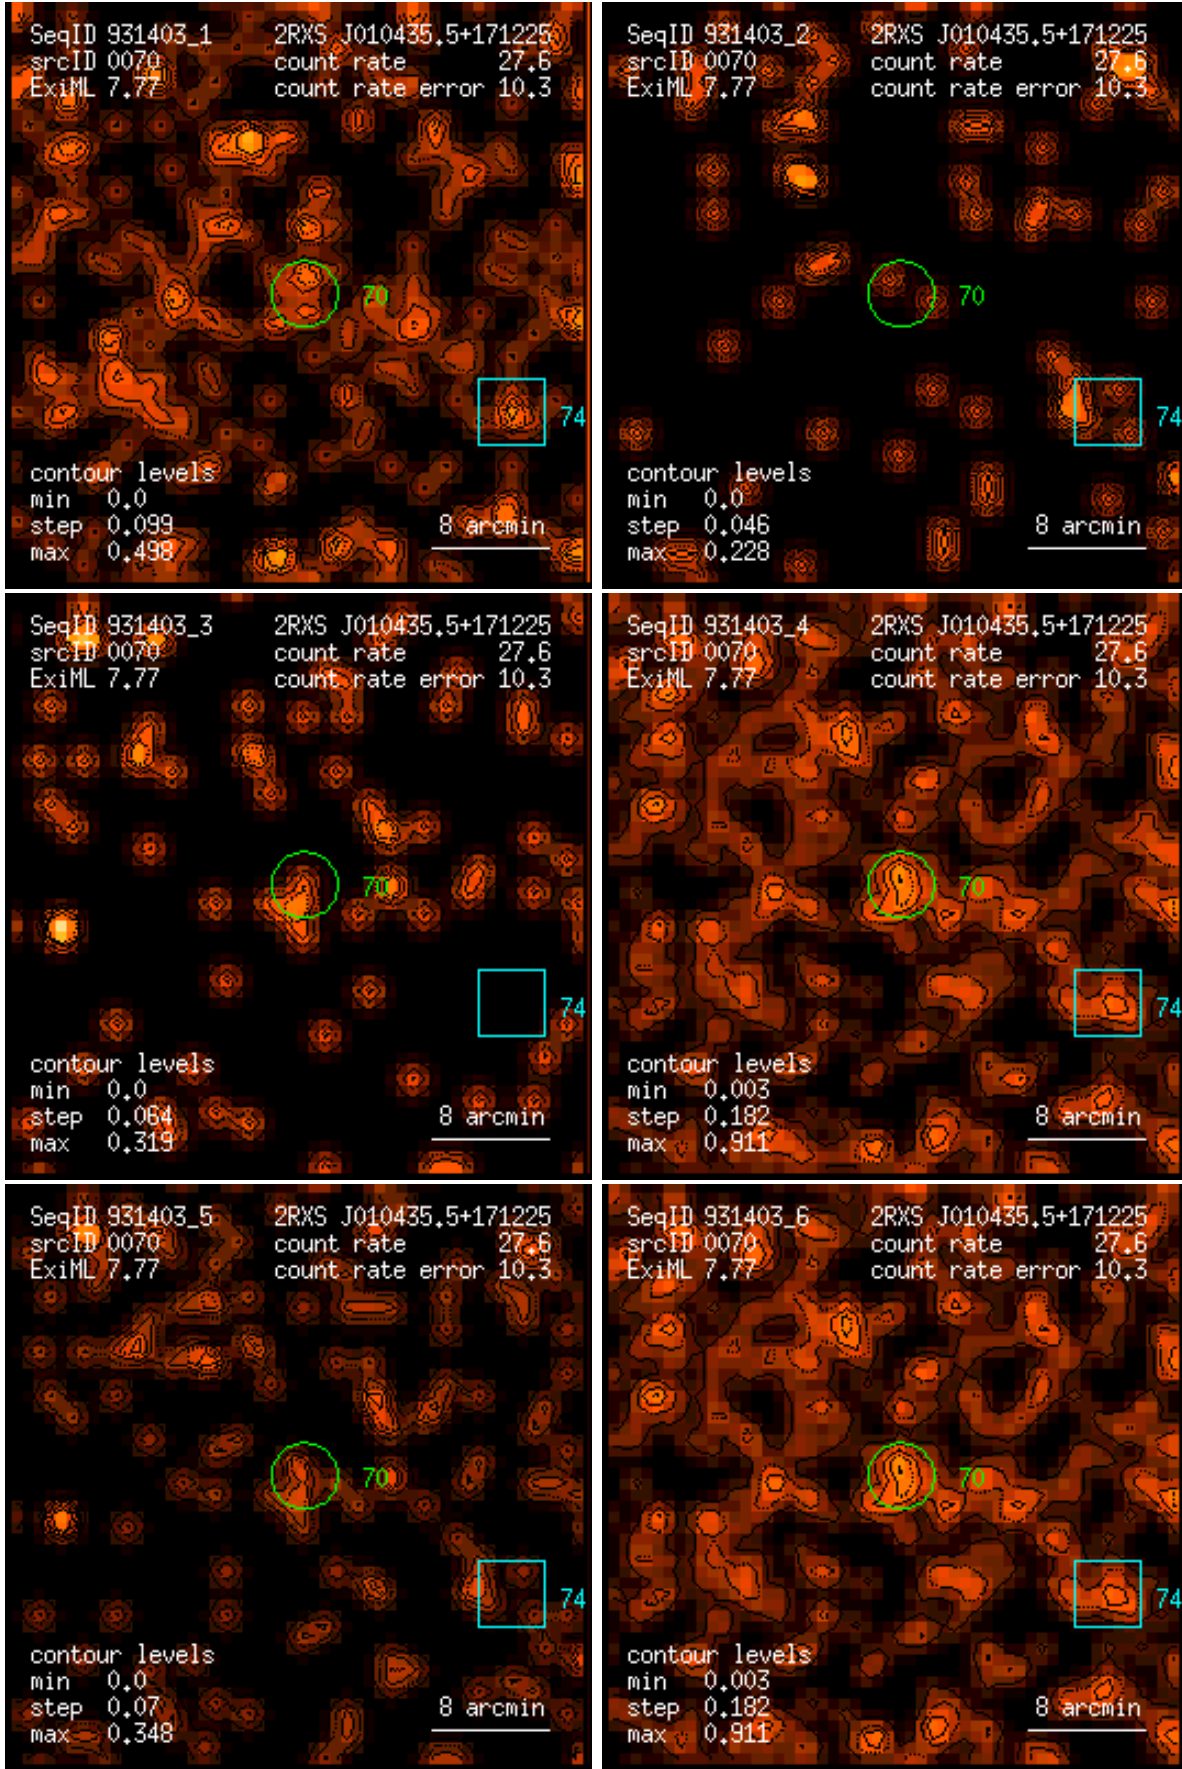 SeqID 931403_1 2RXS J010435.5+171225
srcID 0070 count rate 27.6
ExiML 7.77 count rate error 10.3
70
74
contour levels
min 0.0
step 0.099 8 arcmin
max 0.498
SeqID 931403_2 2RXS J010435.5+171225
srcID 0070 count rate 27.6
ExiML 7.77 count rate error 10.3
70
74
contour levels
min 0.0
step 0.046 8 arcmin
max 0.228
SeqID 931403_3 2RXS J010435.5+171225
srcID 0070 count rate 27.6
ExiML 7.77 count rate error 10.3
70
74
contour levels
min 0.0
step 0.064 8 arcmin
max 0.319
SeqID 931403_4 2RXS J010435.5+171225
srcID 0070 count rate 27.6
ExiML 7.77 count rate error 10.3
70
74
contour levels
min 0.003
step 0.182 8 arcmin
max 0.911
SeqID 931403_5 2RXS J010435.5+171225
srcID 0070 count rate 27.6
ExiML 7.77 count rate error 10.3
70
74
contour levels
min 0.0
step 0.07 8 arcmin
max 0.348
SeqID 931403_6 2RXS J010435.5+171225
srcID 0070 count rate 27.6
ExiML 7.77 count rate error 10.3
70
74
contour levels
min 0.003
step 0.182 8 arcmin
max 0.911